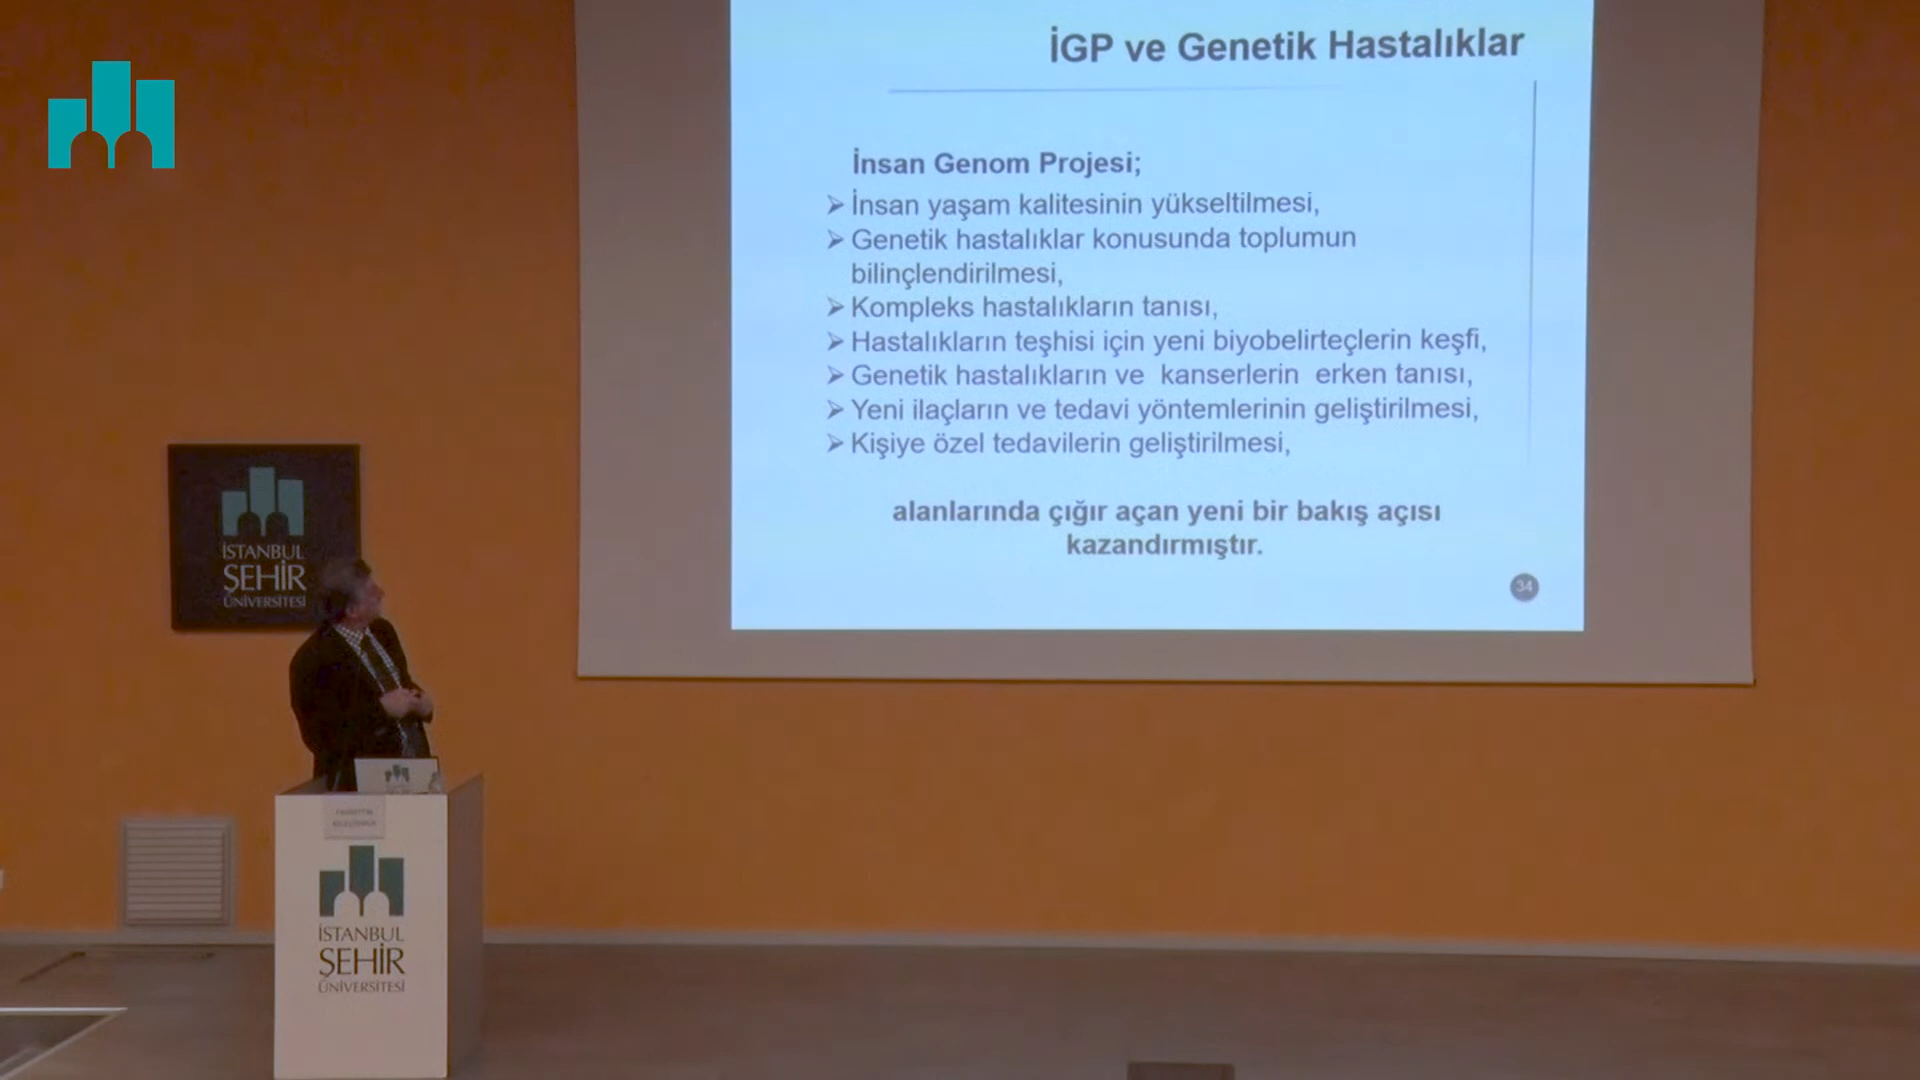 İGP ve Genetik Hastalıklar
İnsan Genom Projesi;
➢ İnsan yaşam kalitesinin yükseltilmesi,
➢ Genetik hastalıklar konusunda toplumun
bilinçlendirilmesi,
➢ Kompleks hastalıkların tanısı,
➢ Hastalıkların teşhisi için yeni biyobelirteçlerin keşfi,
➢ Genetik hastalıkların ve kanserlerin erken tanısı,
➢ Yeni ilaçların ve tedavi yöntemlerinin geliştirilmesi,
➢ Kişiye özel tedavilerin geliştirilmesi,
alanlarında çığır açan yeni bir bakış açısı
kazandırmıştır.
34
İSTANBUL
ŞEHİR
ÜNİVERSİTESİ
İSTANBUL
ŞEHİR
ÜNİVERSİTESİ